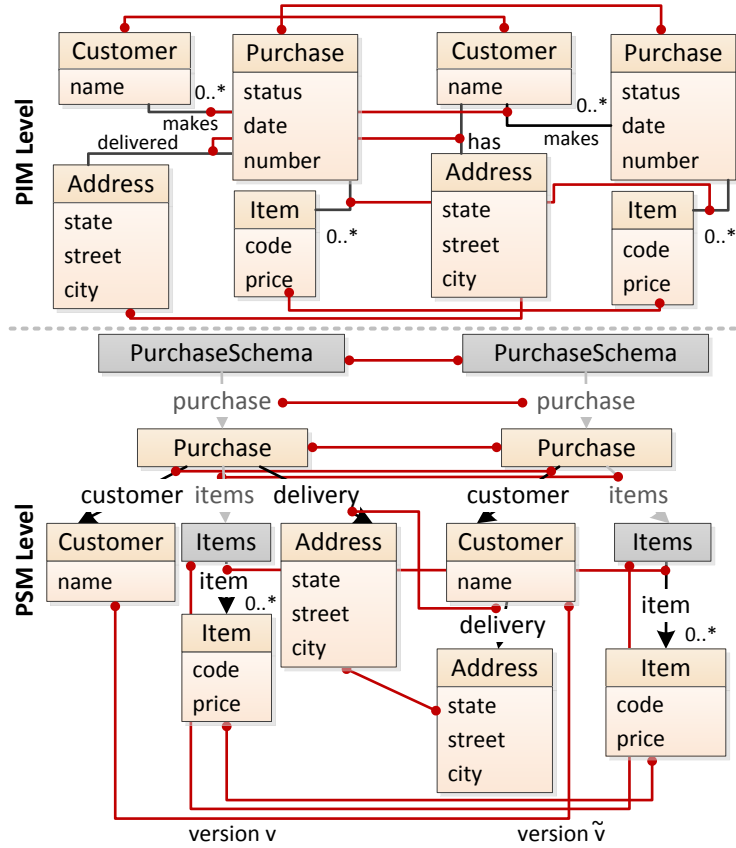 PIM Level
Customer
name
Purchase
status
date
number
0..*
makes
delivered
Address
state
street
city
Item
code
price
0..*
Customer
name
Purchase
status
date
number
0..*
makes
has
Address
state
street
city
Item
code
price
0..*
PSM Level
PurchaseSchema
purchase
Purchase
customer
items
delivery
Customer
name
Items
item
0..*
Item
code
price
Address
state
street
city
PurchaseSchema
purchase
Purchase
customer
items
Customer
name
delivery
Address
state
street
city
Items
item
0..*
Item
code
price
version v
version ṽ